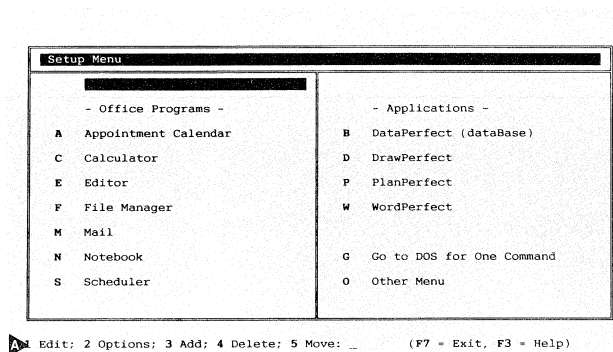 Setup Menu
- Office Programs -
A Appointment Calendar
C Calculator
E Editor
F File Manager
M Mail
N Notebook
S Scheduler
- Applications -
B DataPerfect (dataBase)
D DrawPerfect
P PlanPerfect
W WordPerfect
G Go to DOS for One Command
O Other Menu
A 1 Edit; 2 Options; 3 Add; 4 Delete; 5 Move: _ (F7 = Exit, F3 = Help)